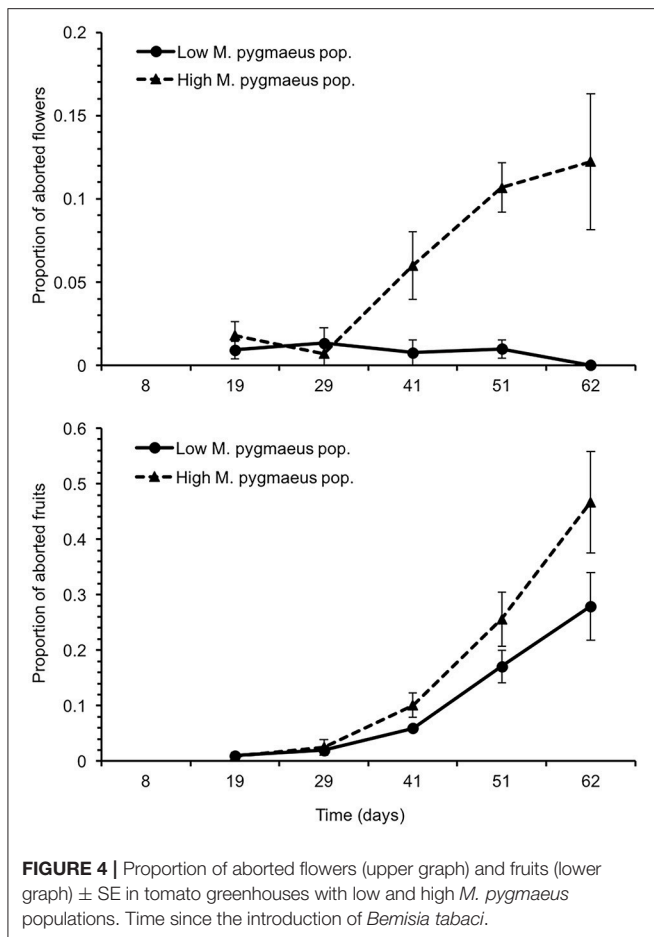 0.2
Low M. pygmaeus pop.
High M. pygmaeus pop.
0.15
0.1
0.05
0
Proportion of aborted flowers
8 19 29 41 51 62
0.6
Low M. pygmaeus pop.
High M. pygmaeus pop.
0.5
0.4
0.3
0.2
0.1
0
Proportion of aborted fruits
8 19 29 41 51 62
Time (days)
FIGURE 4 | Proportion of aborted flowers (upper graph) and fruits (lower
graph) ± SE in tomato greenhouses with low and high M. pygmaeus
populations. Time since the introduction of Bemisia tabaci.